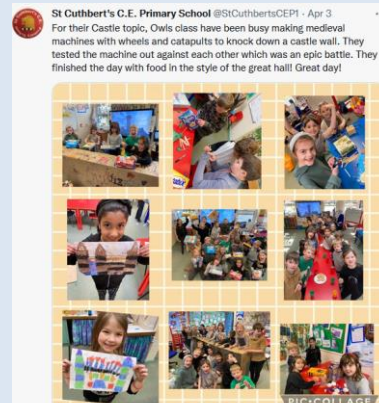 St Cuthbert's C.E. Primary School @StCuthbertsCEP1 · Apr 3
For their Castle topic, Owls class have been busy making medieval
machines with wheels and catapults to knock down a castle wall. They
tested the machine out against each other which was an epic battle. They
finished the day with food in the style of the great hall! Great day!
PIC•COLLAGE